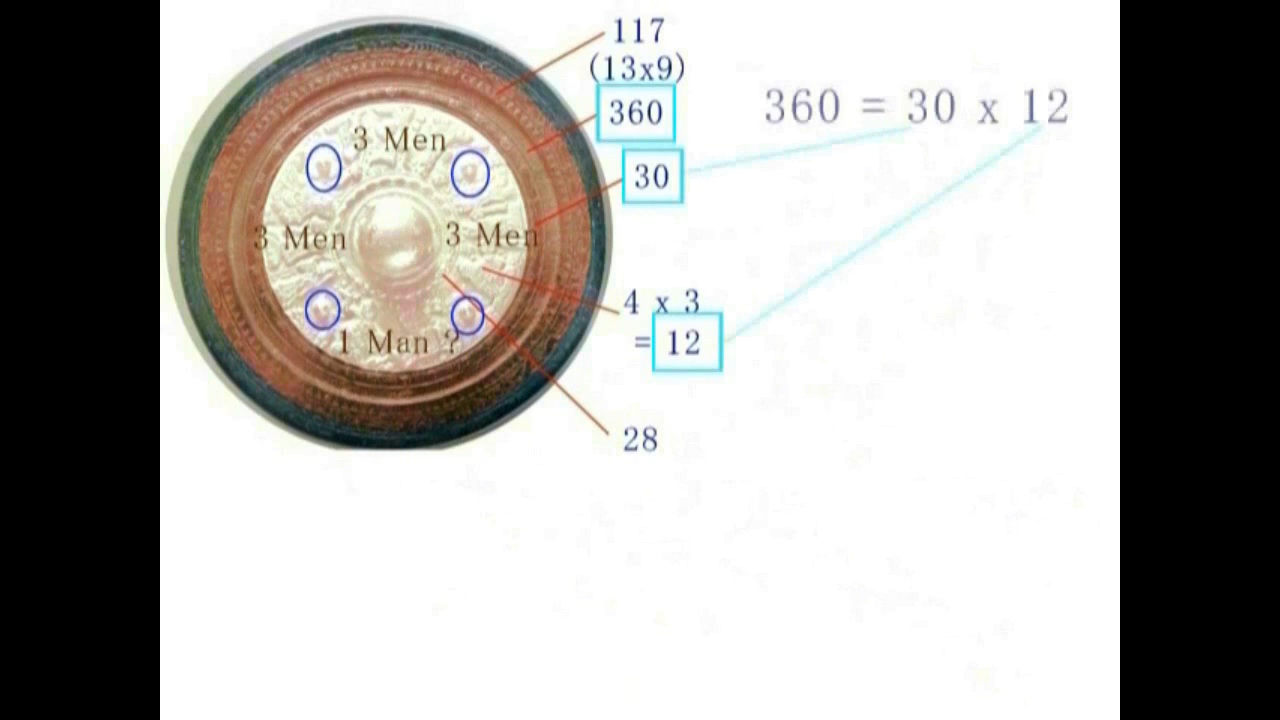 117
(13x9)
360
360 = 30 x 12
30
3 Men
3 Men
3 Men
4 x 3
= 12
1 Man ?
28